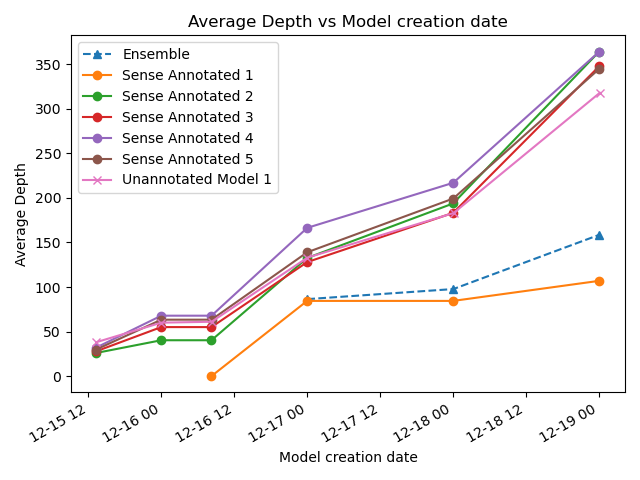 Average Depth vs Model creation date
Ensemble
Sense Annotated 1
Sense Annotated 2
Sense Annotated 3
Sense Annotated 4
Sense Annotated 5
Unannotated Model 1
Average Depth
350
300
250
200
150
100
50
0
12-15 12
12-16 00
12-16 12
12-17 00
12-17 12
12-18 00
12-18 12
12-19 00
Model creation date